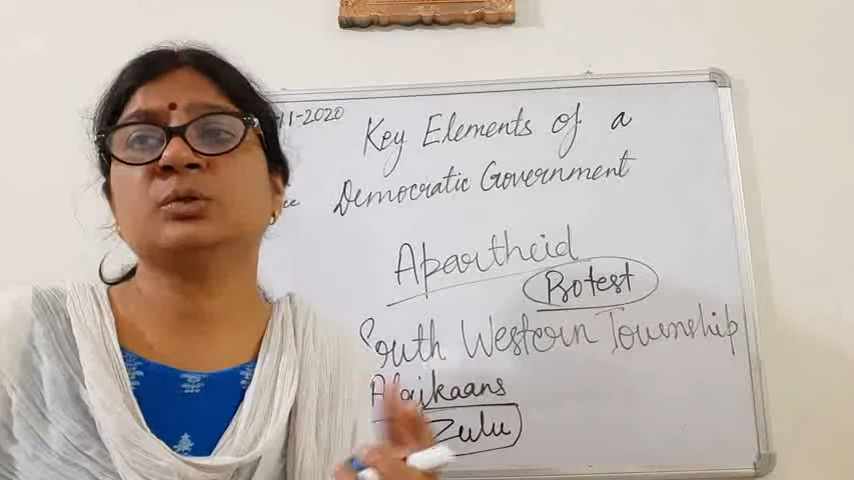 11-2020
Key Elements of a
Democratic Government
Apartheid
Protest
South Western Township
Afrikaans
Zulu